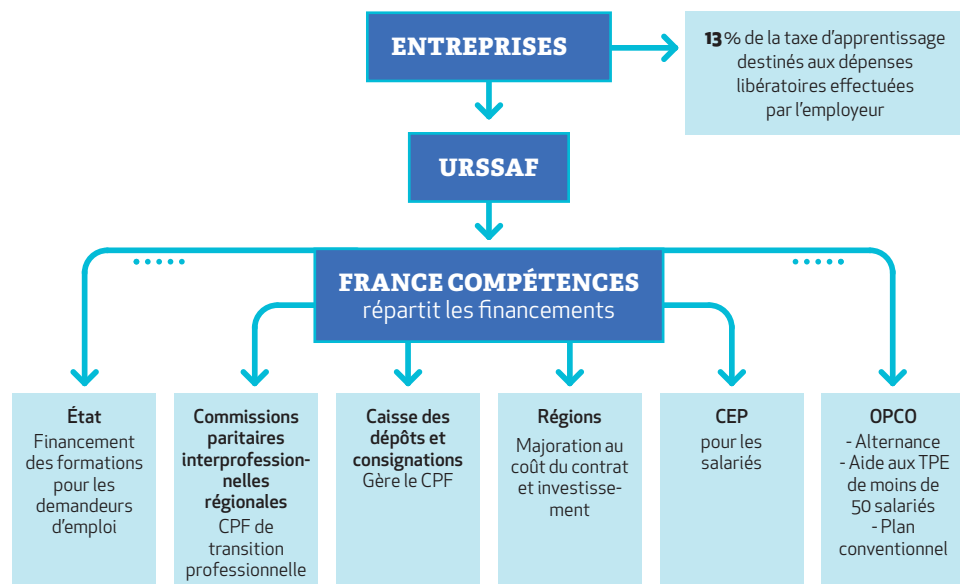 ENTREPRISES
13 % de la taxe d’apprentissage
destinés aux dépenses
libératoires effectuées
par l’employeur
URSSAF
FRANCE COMPÉTENCES
répartit les financements
État
Financement
des formations
pour les
demandeurs
d’emploi
Commissions
paritaires
interprofession-
nelles
régionales
CPF de
transition
professionnelle
Caisse des
dépôts et
consignations
Gère le CPF
Régions
Majoration au
coût du contrat
et investisse-
ment
CEP
pour les
salariés
OPCO
- Alternance
- Aide aux TPE
de moins de
50 salariés
- Plan
conventionnel